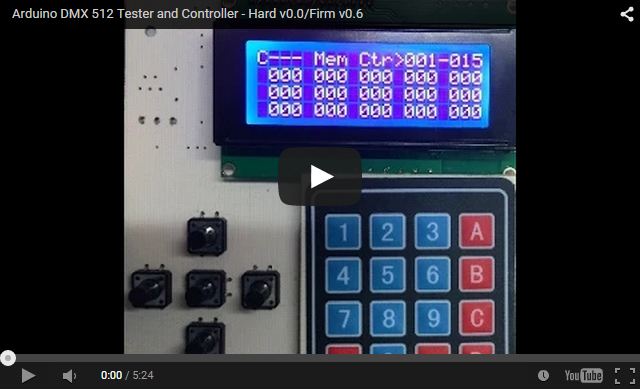 Arduino DMX 512 Tester and Controller - Hard v0.0/Firm v0.6
C--- Mem Ctr>001-015
000 000 000 000 000
000 000 000 000 000
000 000 000 000 000
1 2 3 A
4 5 6 B
7 8 9 C
0:00 / 5:24
YouTube